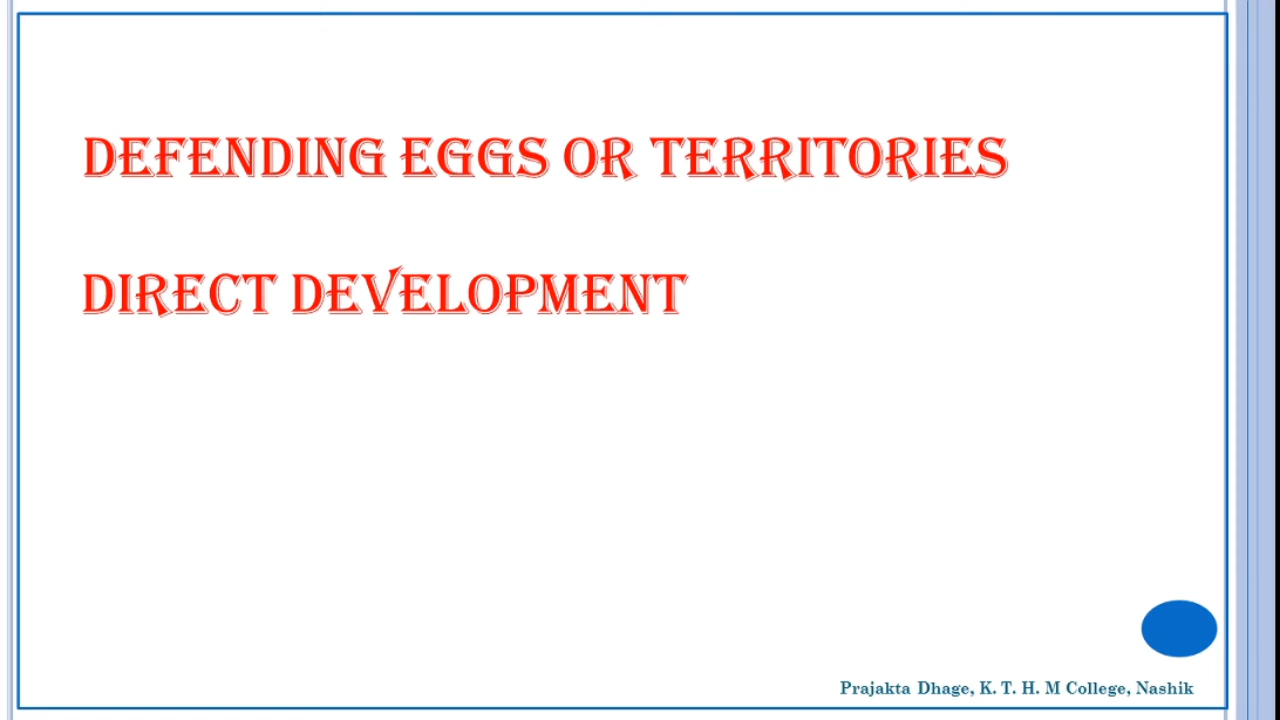 DEFENDING EGGS OR TERRITORIES
DIRECT DEVELOPMENT
Prajakta Dhage, K. T. H. M College, Nashik